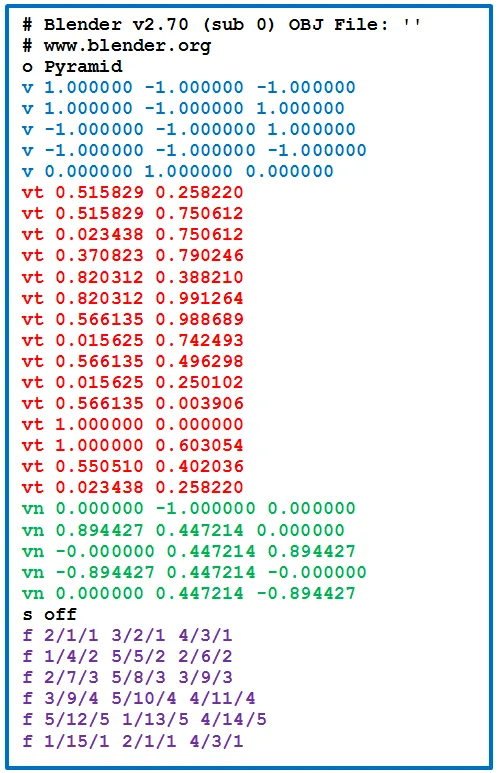 # Blender v2.70 (sub 0) OBJ File: ''
# www.blender.org
o Pyramid
v 1.000000 -1.000000 -1.000000
v 1.000000 -1.000000 1.000000
v -1.000000 -1.000000 1.000000
v -1.000000 -1.000000 -1.000000
v 0.000000 1.000000 0.000000
vt 0.515829 0.258220
vt 0.515829 0.750612
vt 0.023438 0.750612
vt 0.370823 0.790246
vt 0.820312 0.388210
vt 0.820312 0.991264
vt 0.566135 0.988689
vt 0.015625 0.742493
vt 0.566135 0.496298
vt 0.015625 0.250102
vt 0.566135 0.003906
vt 1.000000 0.000000
vt 1.000000 0.603054
vt 0.550510 0.402036
vt 0.023438 0.258220
vn 0.000000 -1.000000 0.000000
vn 0.894427 0.447214 0.000000
vn -0.000000 0.447214 0.894427
vn -0.894427 0.447214 -0.000000
vn 0.000000 0.447214 -0.894427
s off
f 2/1/1 3/2/1 4/3/1
f 1/4/2 5/5/2 2/6/2
f 2/7/3 5/8/3 3/9/3
f 3/9/4 5/10/4 4/11/4
f 5/12/5 1/13/5 4/14/5
f 1/15/1 2/1/1 4/3/1